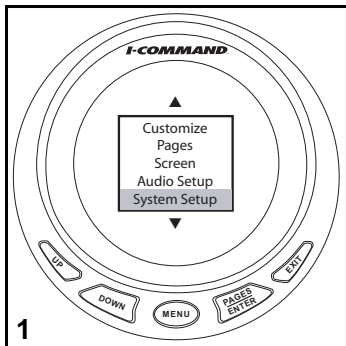 I-COMMAND
Customize
Pages
Screen
Audio Setup
System Setup
UP
DOWN
MENU
PAGES
ENTER
EXIT
1